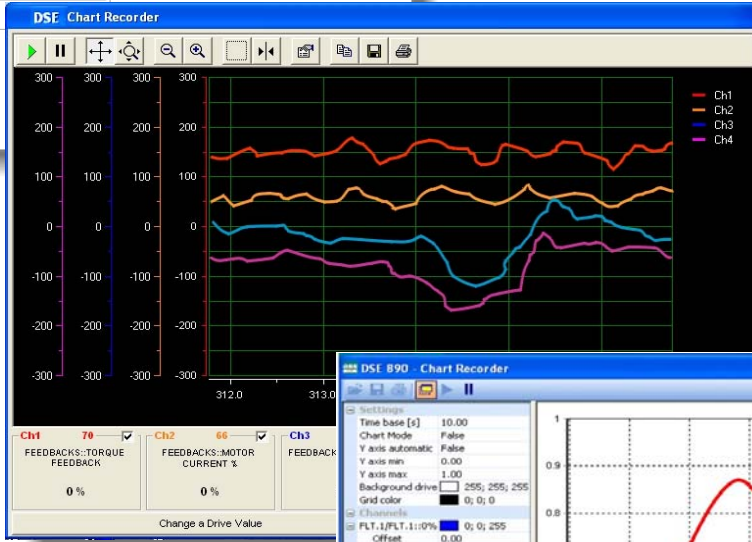 DSE Chart Recorder
300 300 300 300
200 200 200 200
100 100 100 100
0 0 0 0
-100 -100 -100 -100
-200 -200 -200 -200
-300 -300 -300 -300
312.0 313.0
Ch1
Ch2
Ch3
Ch4
Ch1 70
FEEDBACKS::TORQUE
FEEDBACK
0 %
Ch2 66
FEEDBACKS::MOTOR
CURRENT %
0 %
Ch3
FEEDBACK
Change a Drive Value
DSE 890 - Chart Recorder
Settings
Time base [s] 10.00
Chart Mode False
Y axis automatic False
Y axis min 0.00
Y axis max 1.00
Background drive 255; 255; 255
Grid color 0; 0; 0
Channels
FLT.1/FLT.1::0% 0; 0; 255
Offset 0.00
1
0.9
0.8